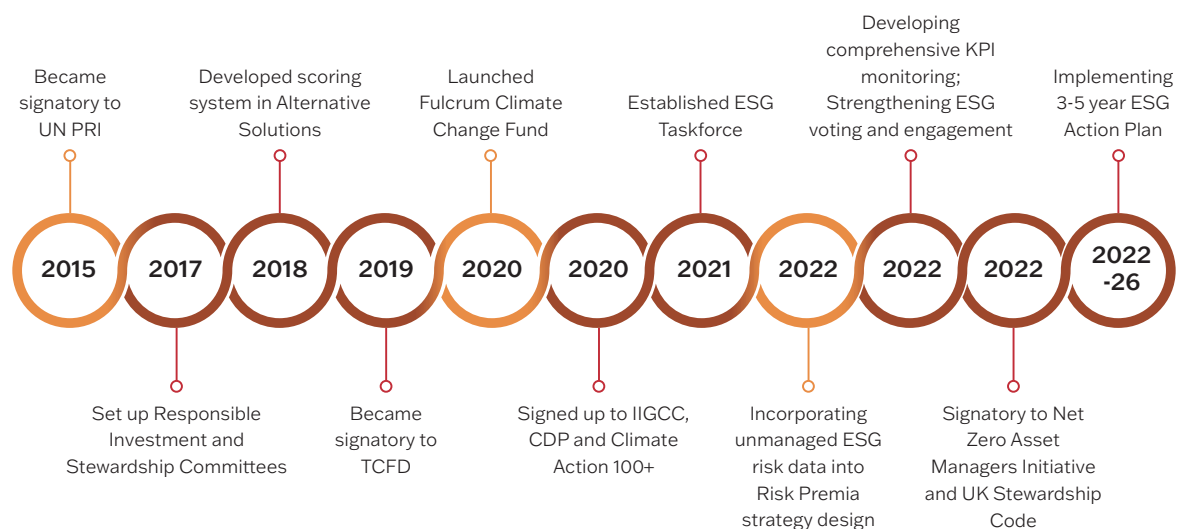 Became
signatory to
UN PRI
Developed scoring
system in Alternative
Solutions
Launched
Fulcrum Climate
Change Fund
Established ESG
Taskforce
Developing
comprehensive KPI
monitoring;
Strengthening ESG
voting and engagement
Implementing
3-5 year ESG
Action Plan
2015
2017
2018
2019
2020
2020
2021
2022
2022
2022
2022
-26
Set up Responsible
Investment and
Stewardship Committees
Became
signatory to
TCFD
Signed up to IIGCC,
CDP and Climate
Action 100+
Incorporating
unmanaged ESG
risk data into
Risk Premia
strategy design
Signatory to Net
Zero Asset
Managers Initiative
and UK Stewardship
Code